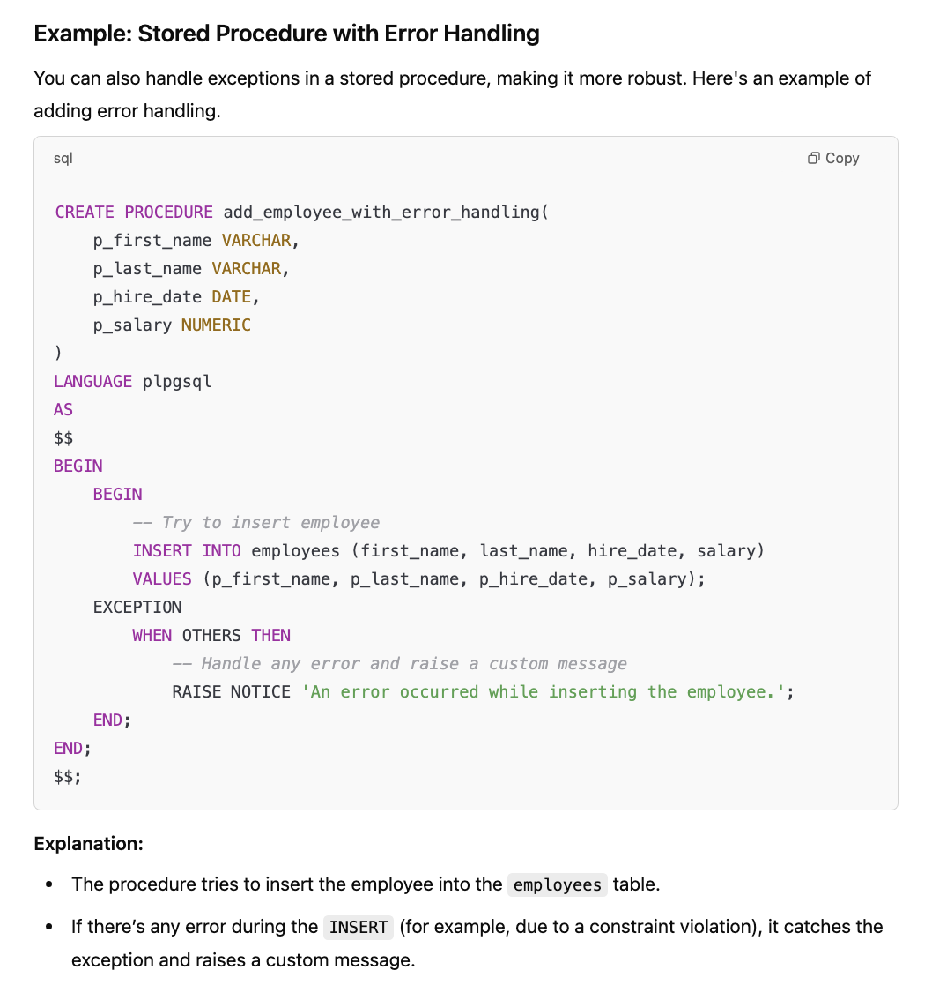 Example: Stored Procedure with Error Handling
You can also handle exceptions in a stored procedure, making it more robust. Here's an example of
adding error handling.
sql
Copy
CREATE PROCEDURE add_employee_with_error_handling(
    p_first_name VARCHAR,
    p_last_name VARCHAR,
    p_hire_date DATE,
    p_salary NUMERIC
)
LANGUAGE plpgsql
AS
$$
BEGIN
    BEGIN
        -- Try to insert employee
        INSERT INTO employees (first_name, last_name, hire_date, salary)
        VALUES (p_first_name, p_last_name, p_hire_date, p_salary);
    EXCEPTION
        WHEN OTHERS THEN
            -- Handle any error and raise a custom message
            RAISE NOTICE 'An error occurred while inserting the employee.';
    END;
END;
$$;
Explanation:
• The procedure tries to insert the employee into the employees table.
• If there’s any error during the INSERT (for example, due to a constraint violation), it catches the
exception and raises a custom message.